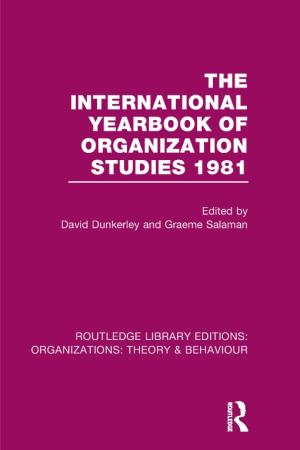 THE
INTERNATIONAL
YEARBOOK OF
ORGANIZATION
STUDIES 1981
Edited by
David Dunkerley and Graeme Salaman
ROUTLEDGE LIBRARY EDITIONS:
ORGANIZATIONS: THEORY & BEHAVIOUR
ROUTLEDGE